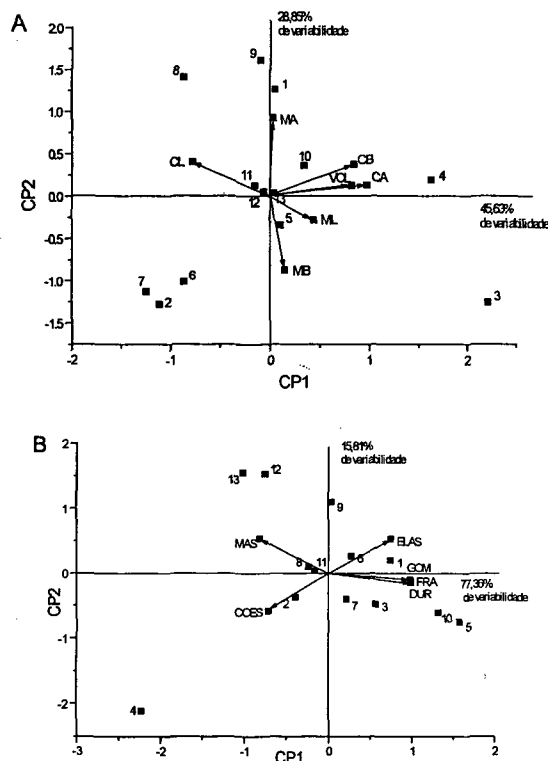 A
28,85%
de variabilidade
2.0
9
8
1
1.5
1.0
MA
0.5
CL
10
CB
VCL
CA
4
11
12
13
0.0
45,63%
de variabilidade
5
ML
-0.5
MB
7
6
2
3
-1.0
-1.5
CP2
-2
-1
0
1
2
CP1
B
15,81%
de variabilidade
2
13
12
9
1
MAS
ELAS
8
11
6
1
GOM
0
77,36%
de variabilidade
FRA
DUR
CCES
2
7
3
10
5
-1
4
-2
CP2
-3
-2
-1
0
1
2
CP1